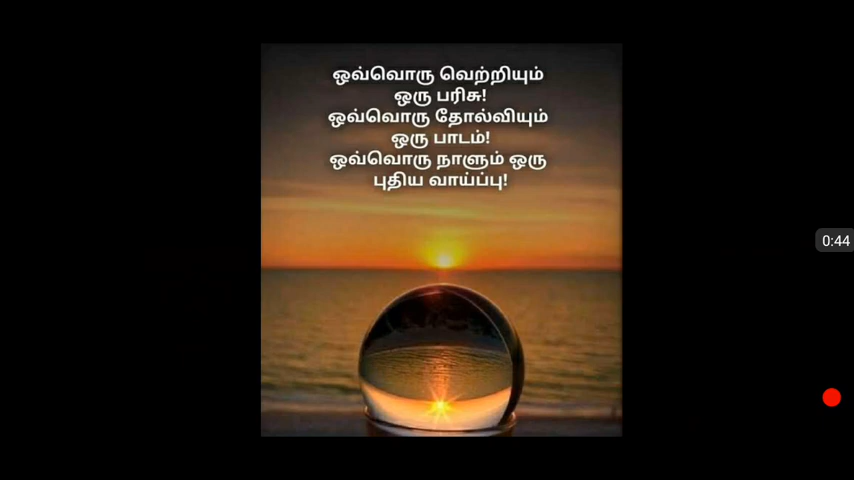 ஒவ்வொரு வெற்றியும்
ஒரு பரிசு!
ஒவ்வொரு தோல்வியும்
ஒரு பாடம்!
ஒவ்வொரு நாளும் ஒரு
புதிய வாய்ப்பு!
0:44